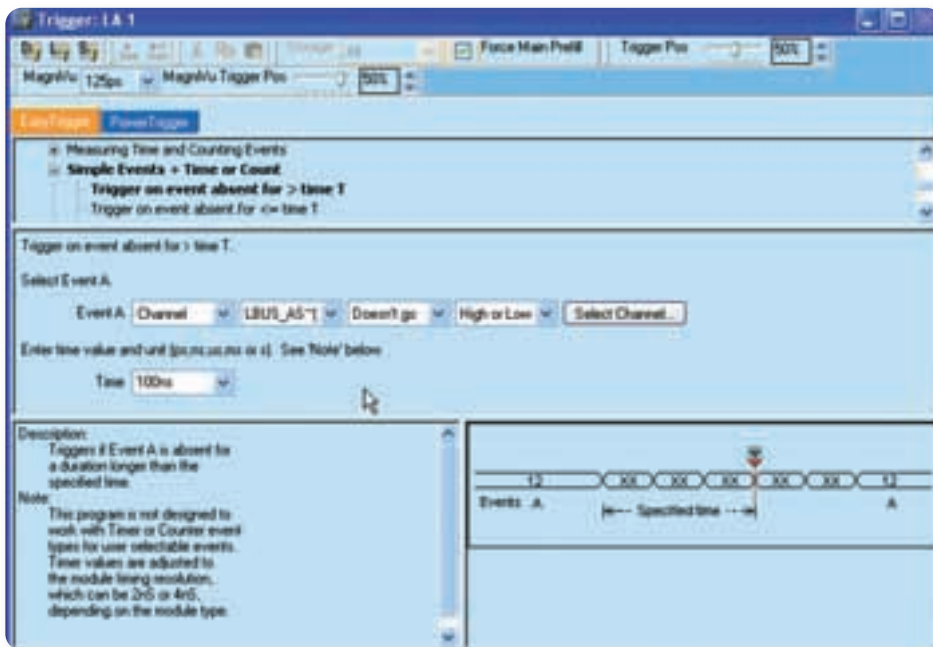 Trigger: LA 1
Force Main Prefill Trigger Pos 50%
MagniVu 125ps MagniVu Trigger Pos 50%
EasyTrigger PowerTrigger
Measuring Time and Counting Events
Simple Events + Time or Count
Trigger on event absent for > time T
Trigger on event absent for <= time T
Trigger on event absent for > time T.
Select Event A.
Event A Channel Doesn't go High or Low Select Channel...
Enter time value and unit (ps,ns,us,ms or s). See 'Note' below
Time 100ns
Description:
Triggers if Event A is absent for
a duration longer than the
specified time.
Note:
This program is not designed to
work with Timer or Counter event
types for user selectable events.
Timer values are adjusted to
the module timing resolution,
which can be 2nS or 4nS,
depending on the module type.
12 XX XX XX XX XX 12
Events A A
Specified time